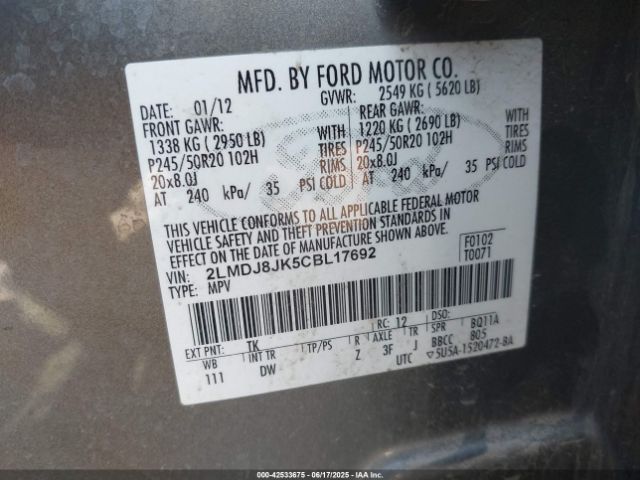 MFD. BY FORD MOTOR CO.
DATE: 01/12 GVWR: 2549 KG ( 5620 LB)
FRONT GAWR: REAR GAWR:
1338 KG ( 2950 LB) WITH 1220 KG ( 2690 LB) WITH
P245/50R20 102H TIRES P245/50R20 102H TIRES
20x8.0J RIMS 20x8.0J RIMS
AT 240 kPa/ 35 PSI COLD AT 240 kPa/ 35 PSI COLD
THIS VEHICLE CONFORMS TO ALL APPLICABLE FEDERAL MOTOR
VEHICLE SAFETY AND THEFT PREVENTION STANDARDS IN
EFFECT ON THE DATE OF MANUFACTURE SHOWN ABOVE.
VIN: 2LMDJ8JK5CBL17692 F0102
TYPE: MPV T0071
EXT PNT: TK RC: 12 DSO:
WB INT TR TP/PS R AXLE TR SPR BQ11A
111 DW Z 3F J BBCC B05
UTC 5U5A-1520472-BA
Ford
000-42533675 06/17/2025 IAA Inc.